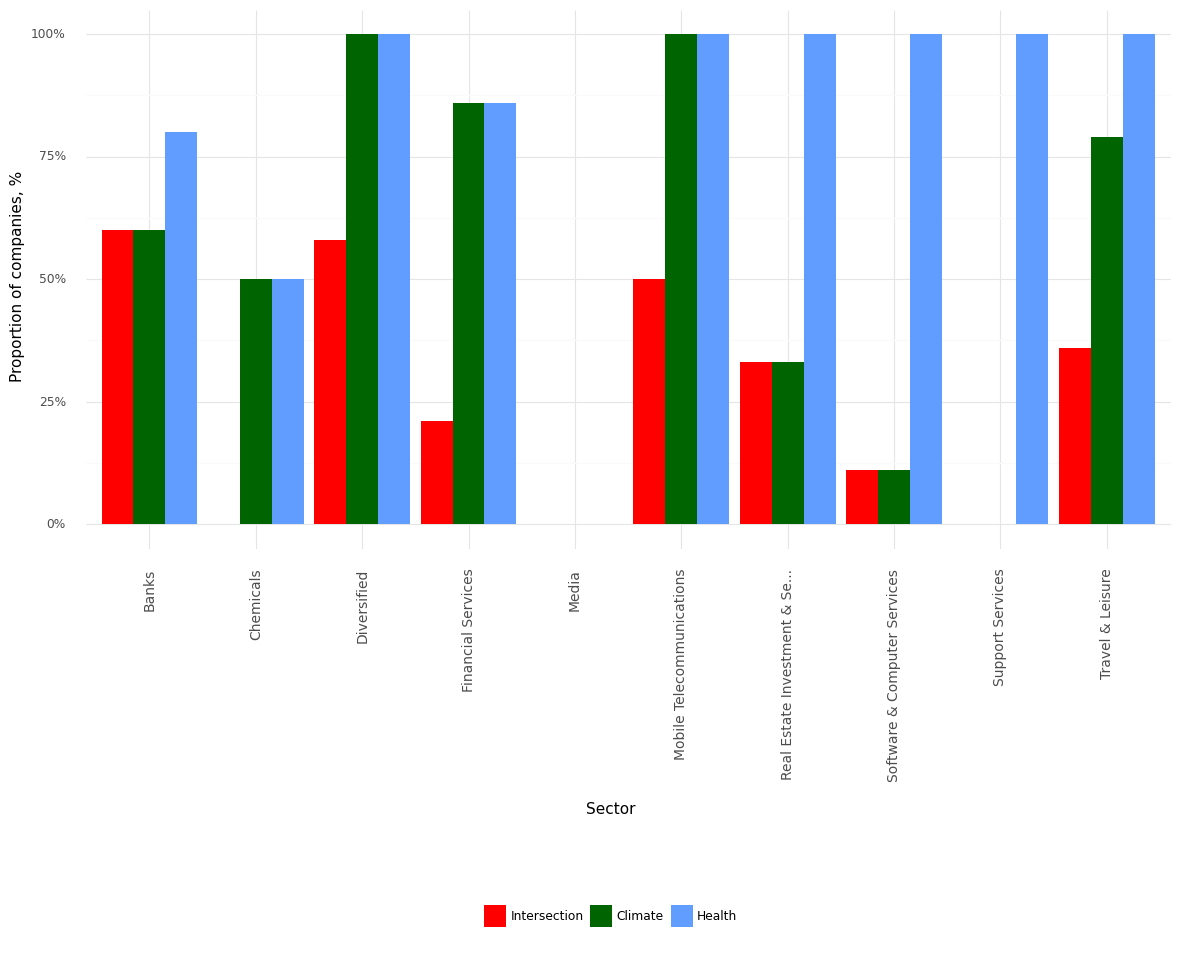 100%
75%
50%
25%
0%
Proportion of companies, %
Banks
Chemicals
Diversified
Financial Services
Media
Mobile Telecommunications
Real Estate Investment & Se...
Software & Computer Services
Support Services
Travel & Leisure
Sector
Intersection Climate Health